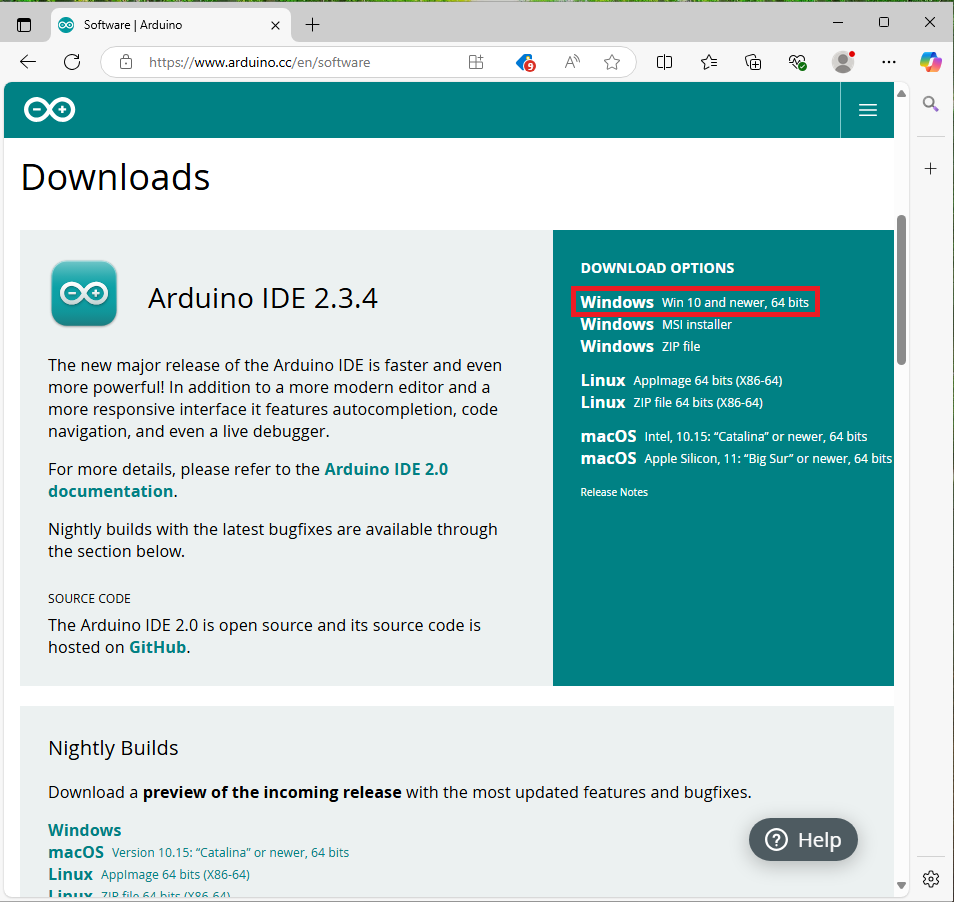 Software | Arduino
https://www.arduino.cc/en/software
9
Downloads
Arduino IDE 2.3.4
The new major release of the Arduino IDE is faster and even
more powerful! In addition to a more modern editor and a
more responsive interface it features autocompletion, code
navigation, and even a live debugger.
For more details, please refer to the Arduino IDE 2.0
documentation.
Nightly builds with the latest bugfixes are available through
the section below.
SOURCE CODE
The Arduino IDE 2.0 is open source and its source code is
hosted on GitHub.
DOWNLOAD OPTIONS
Windows Win 10 and newer, 64 bits
Windows MSI installer
Windows ZIP file
Linux AppImage 64 bits (X86-64)
Linux ZIP file 64 bits (X86-64)
macOS Intel, 10.15: “Catalina” or newer, 64 bits
macOS Apple Silicon, 11: “Big Sur” or newer, 64 bits
Release Notes
Nightly Builds
Download a preview of the incoming release with the most updated features and bugfixes.
Windows
macOS Version 10.15: “Catalina” or newer, 64 bits
Linux AppImage 64 bits (X86-64)
Linux ZIP file 64 bits (X86-64)
Help